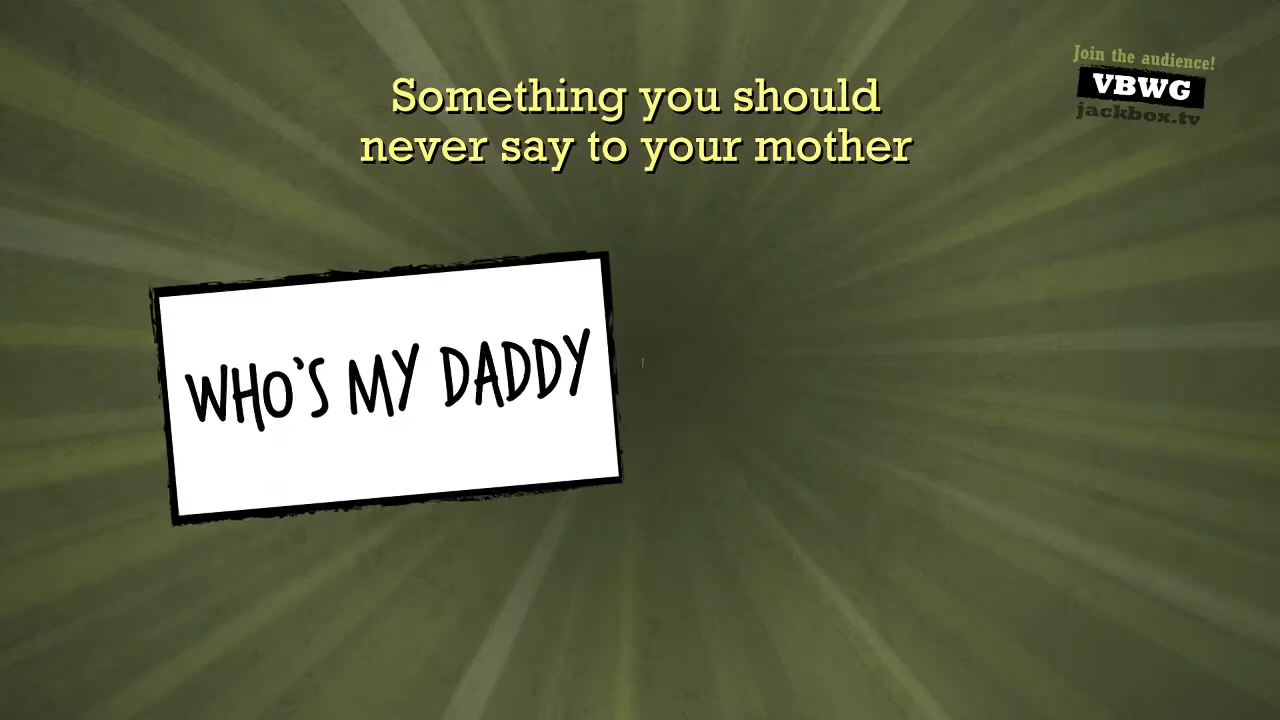 Join the audience!
VBWG
jackbox.tv
Something you should
never say to your mother
WHO'S MY DADDY